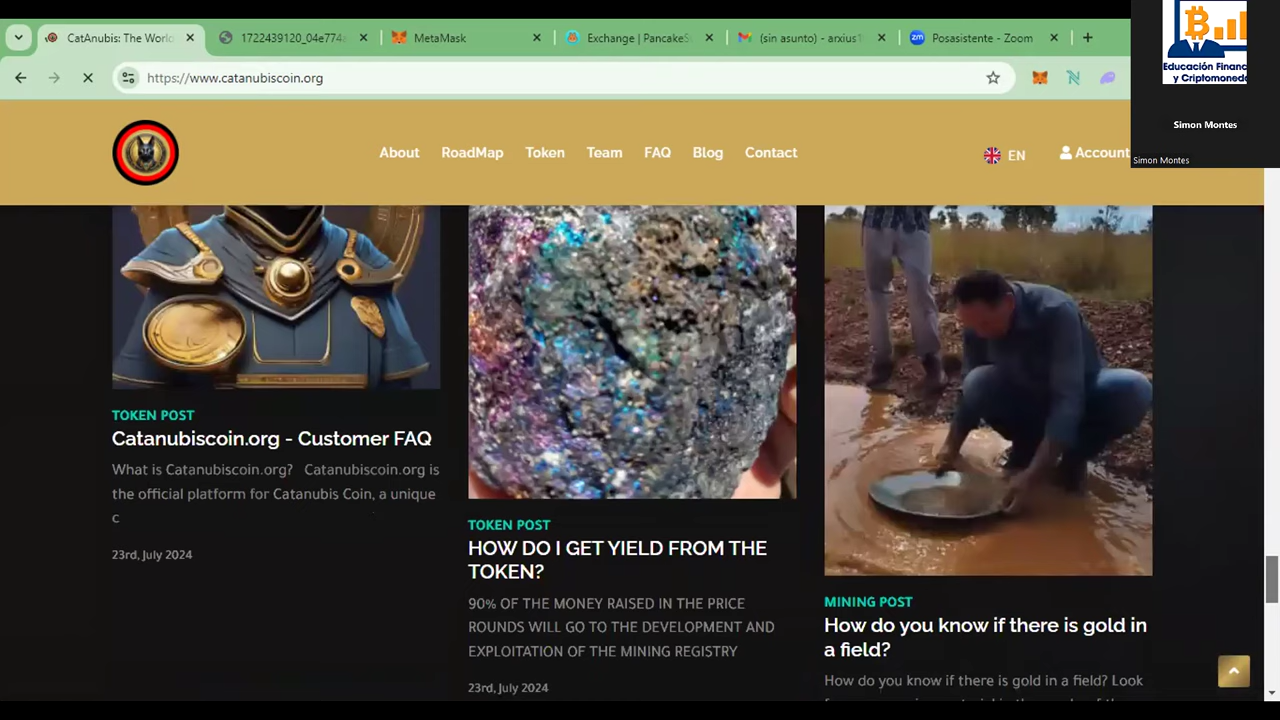 CatAnubis: The World
1722439120_04e774a
MetaMask
Exchange | PancakeS
(sin asunto) - arxius1
zm
Posasistente - Zoom
https://www.catanubiscoin.org
Educación Financ
y Criptomoneda
Simon Montes
Simon Montes
About
RoadMap
Token
Team
FAQ
Blog
Contact
EN
Account
TOKEN POST
Catanubiscoin.org - Customer FAQ
What is Catanubiscoin.org? Catanubiscoin.org is
the official platform for Catanubis Coin, a unique
c
23rd, July 2024
TOKEN POST
HOW DO I GET YIELD FROM THE
TOKEN?
90% OF THE MONEY RAISED IN THE PRICE
ROUNDS WILL GO TO THE DEVELOPMENT AND
EXPLOITATION OF THE MINING REGISTRY
23rd, July 2024
MINING POST
How do you know if there is gold in
a field?
How do you know if there is gold in a field? Look